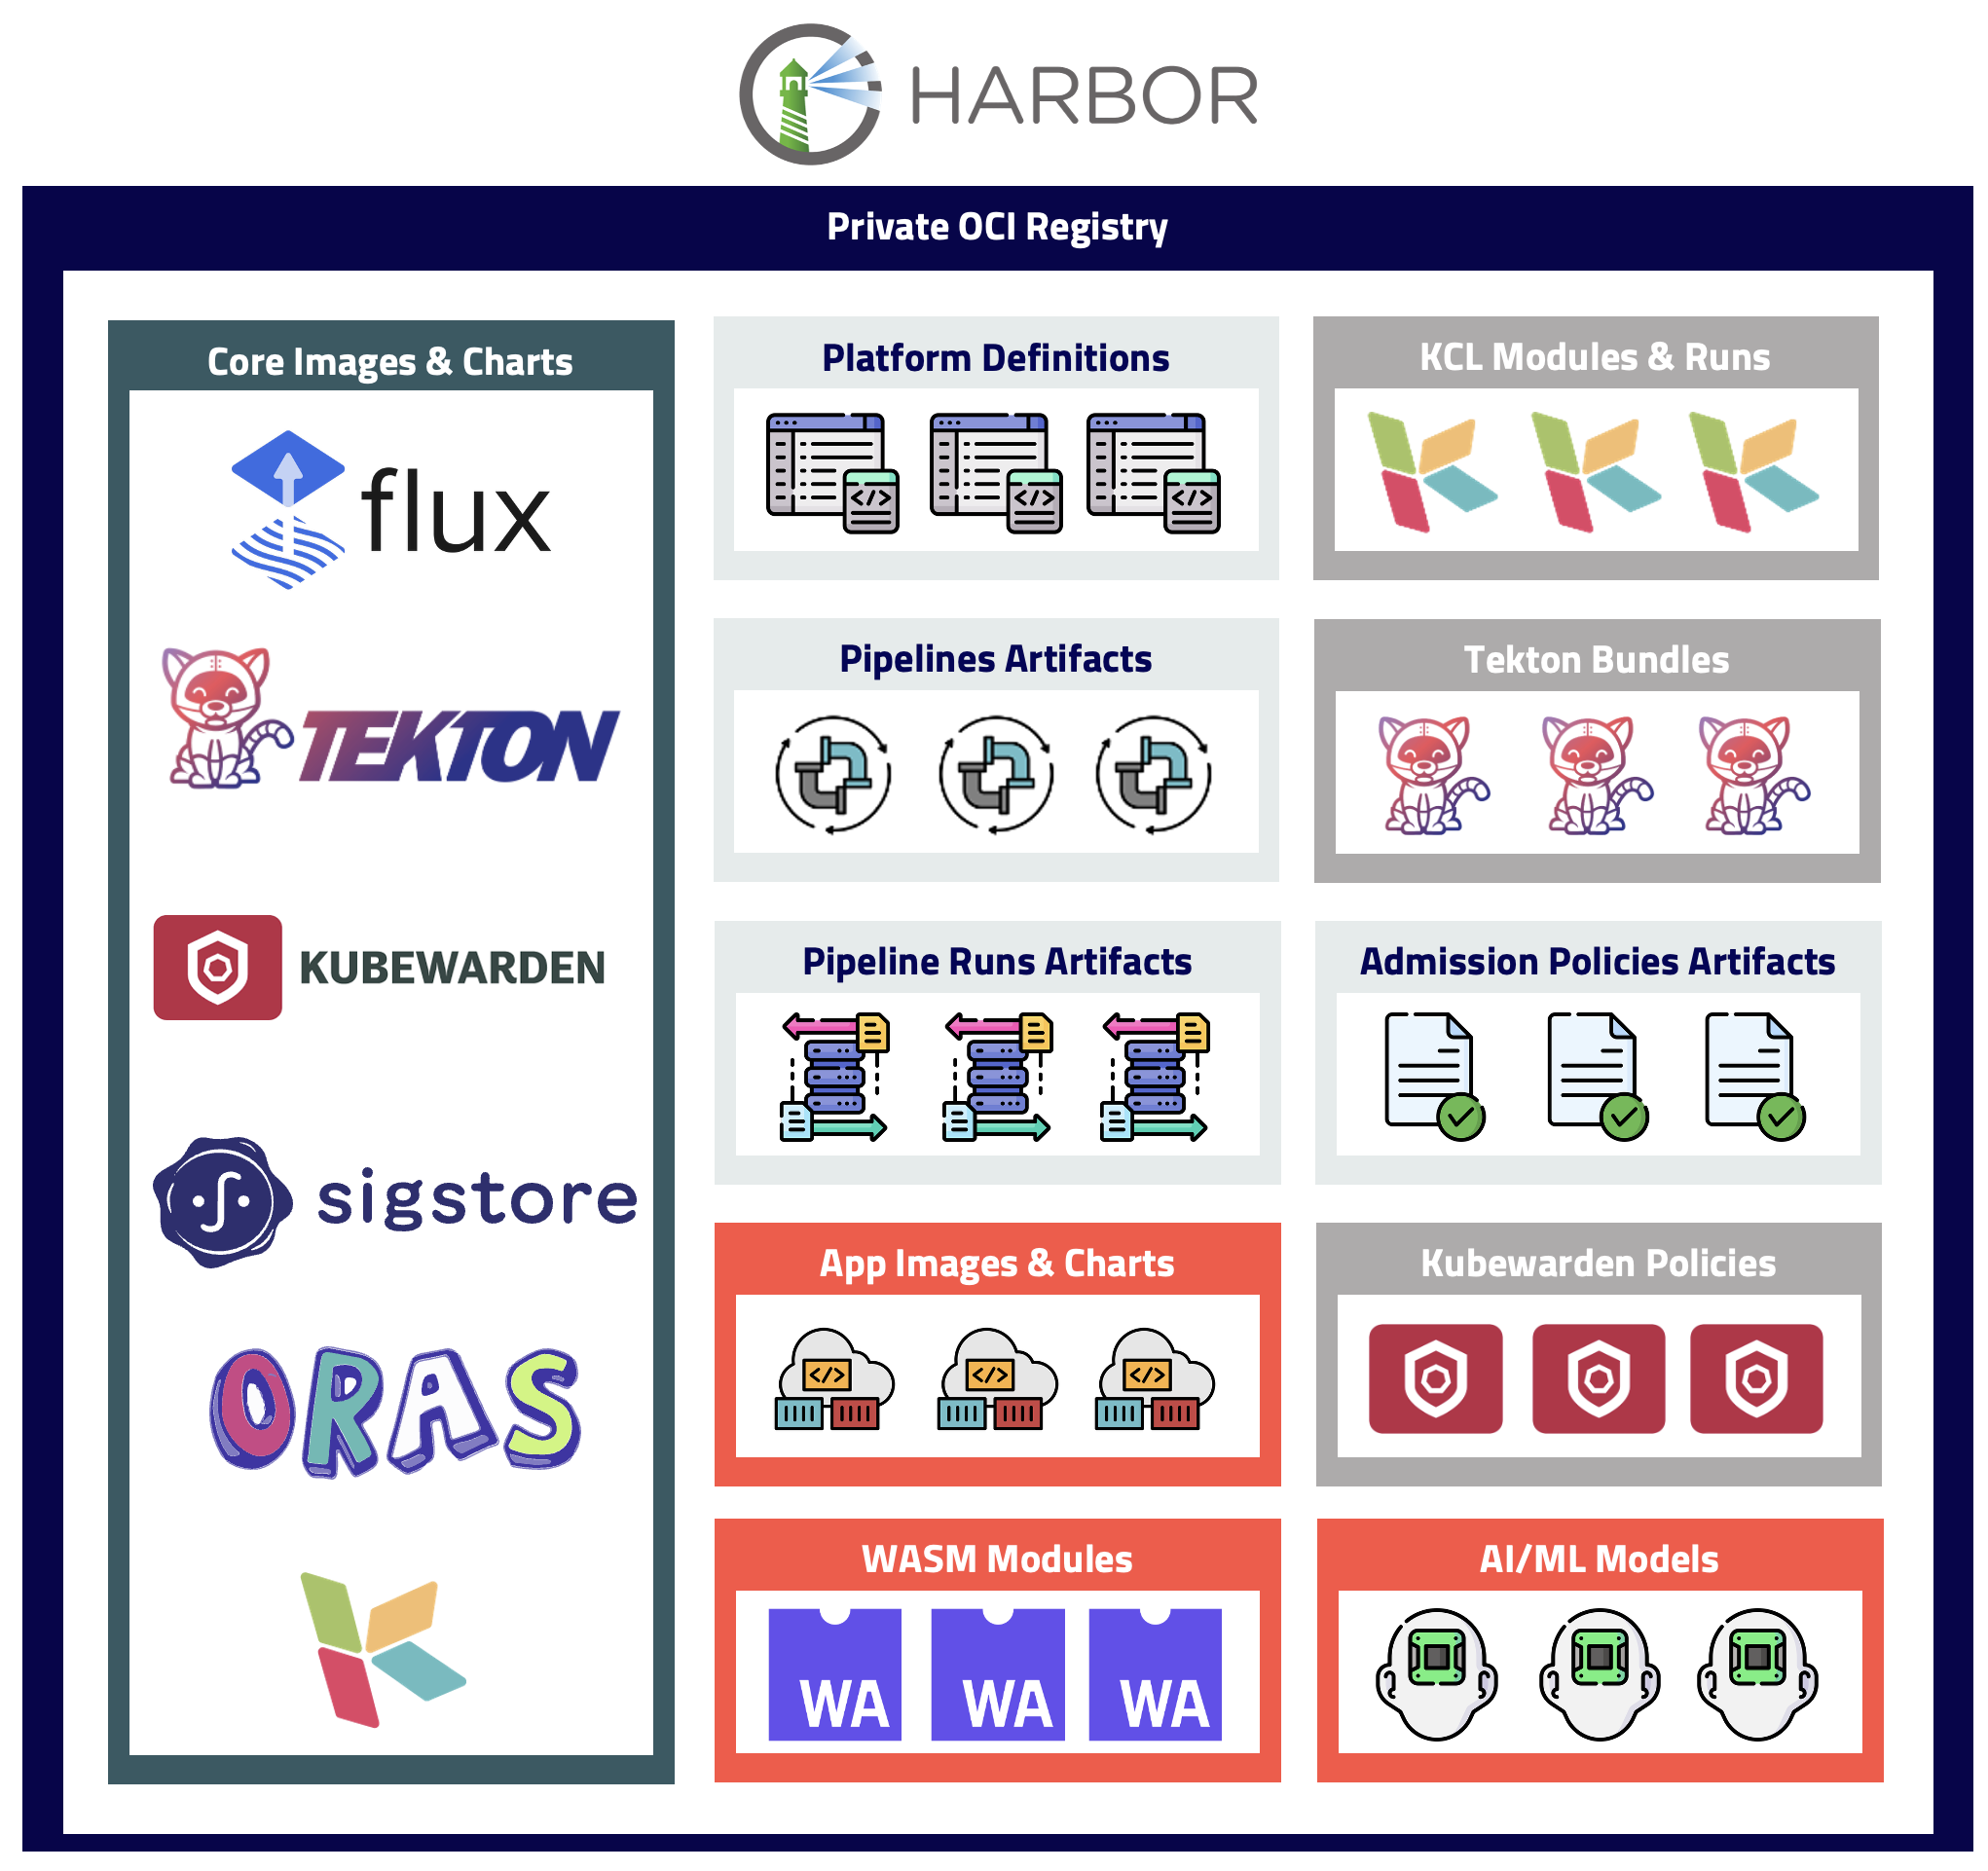 HARBOR
Private OCI Registry
Core Images & Charts
flux
TEKTON
KUBEWARDEN
sigstore
ORAS
Platform Definitions
</>
</>
</>
KCL Modules & Runs
Pipelines Artifacts
Tekton Bundles
Pipeline Runs Artifacts
Admission Policies Artifacts
App Images & Charts
</>
</>
</>
Kubewarden Policies
WASM Modules
WA
WA
WA
AI/ML Models